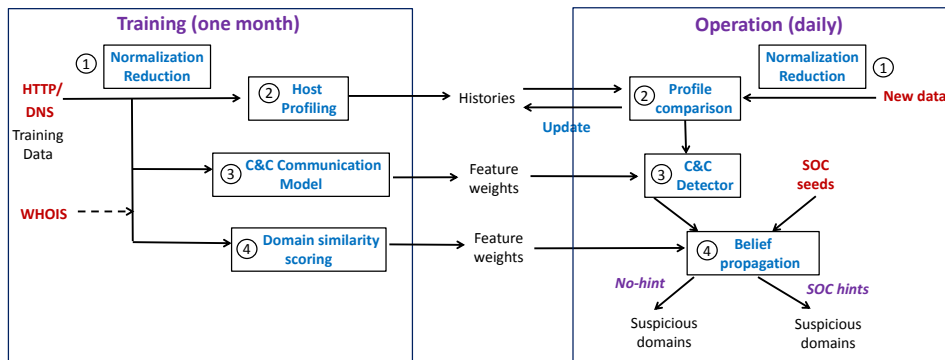 Training (one month)
① Normalization
Reduction
HTTP/
DNS
Training
Data
② Host
Profiling
③ C&C Communication
Model
WHOIS
④ Domain similarity
scoring
Histories
Update
Feature
weights
Feature
weights
Operation (daily)
Normalization
Reduction ①
② Profile
comparison
New data
③ C&C
Detector
SOC
seeds
④ Belief
propagation
No-hint
SOC hints
Suspicious
domains
Suspicious
domains